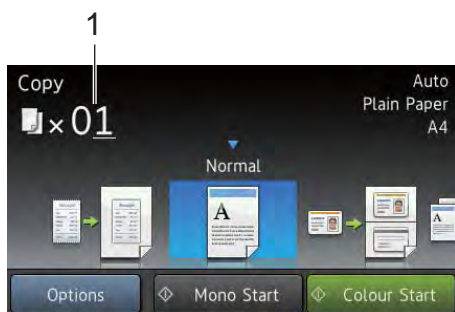 1
Copy
Auto
Plain Paper
A4
×01
Normal
A
A
Options
Mono Start
Colour Start